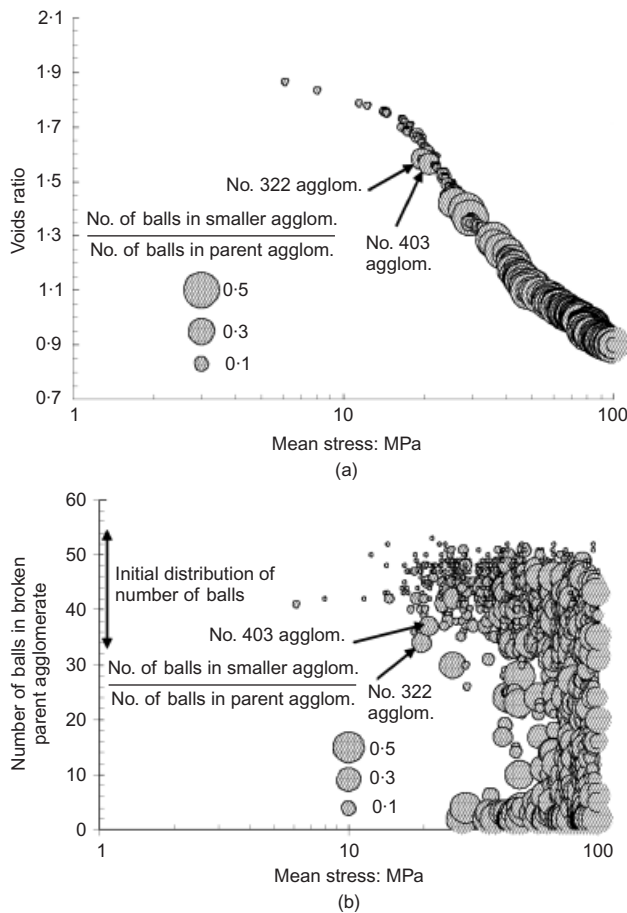 2·1
1·9
1·7
1·5
1·3
1·1
0·9
0·7
Voids ratio
No. 322 agglom.
No. 403
agglom.
No. of balls in smaller agglom.
No. of balls in parent agglom.
0·5
0·3
0·1
1
10
100
Mean stress: MPa
(a)
60
50
40
30
20
10
0
Number of balls in broken
parent agglomerate
Initial distribution of
number of balls
No. 403 agglom.
No. of balls in smaller agglom.
No. of balls in parent agglom.
No. 322
agglom.
0·5
0·3
0·1
1
10
100
Mean stress: MPa
(b)